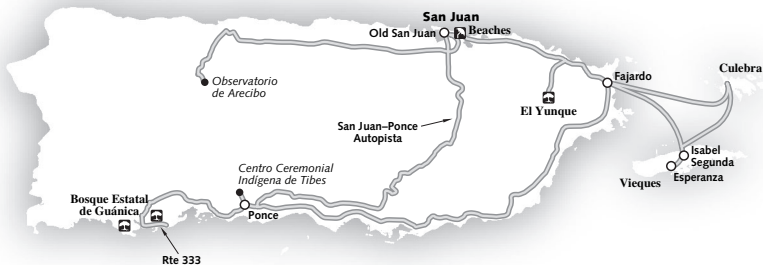 San Juan
Old San Juan
Beaches
Culebra
Observatorio
de Arecibo
Fajardo
El Yunque
San Juan–Ponce
Autopista
Isabel
Segunda
Centro Ceremonial
Indígena de Tibes
Esperanza
Vieques
Bosque Estatal
de Guánica
Ponce
Rte 333